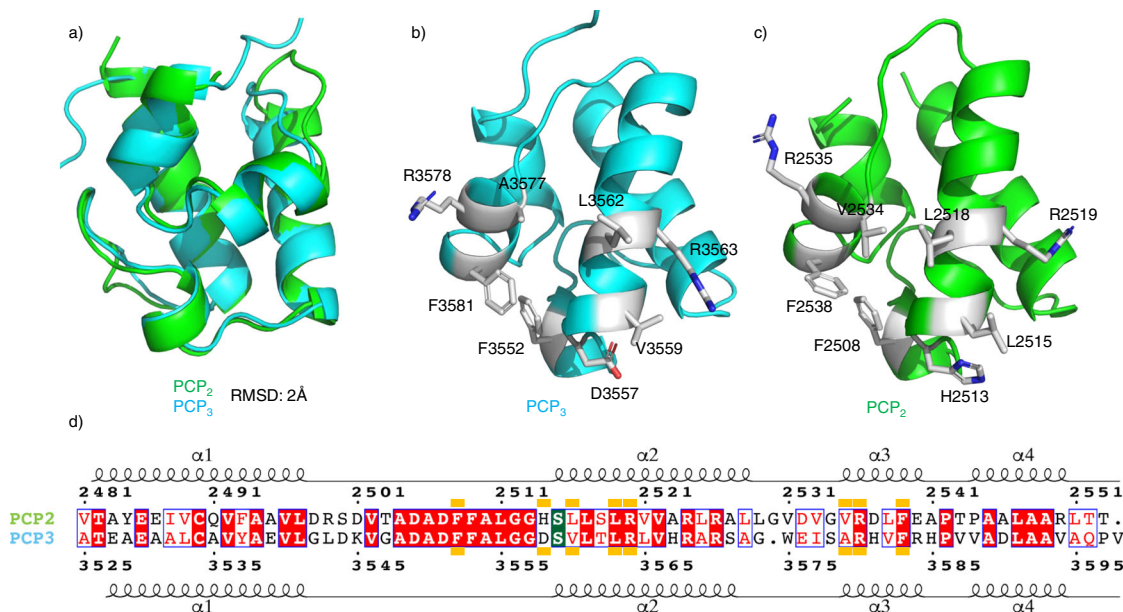 a)
b)
c)
R3578
A3577
L3562
R3563
F3581
F3552
V3559
D3557
R2535
V2534
L2518
R2519
F2538
F2508
L2515
H2513
PCP2
PCP3
RMSD: 2Å
PCP3
PCP2
d)
α1 α2 α3 α4
2481 2491 2501 2511 2521 2531 2541 2551
PCP2 VTAYEEIVCQVFAAVLDRSDVTADADFFALGGHSLLSLRVVARLRALLGVDVGVRDLFEAPTPAALAARLTT.
PCP3 ATEAEAALCAVYAEVLGLDKVGADADFFALGGDSVLTLRLVHRARSAG.WEISARHVFRHPVVADLAAVAQPV
3525 3535 3545 3555 3565 3575 3585 3595
α1 α2 α3 α4